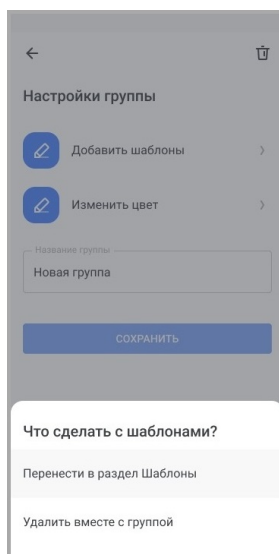 Настройки группы
Добавить шаблоны
Изменить цвет
Название группы
Новая группа
СОХРАНИТЬ
Что сделать с шаблонами?
Перенести в раздел Шаблоны
Удалить вместе с группой